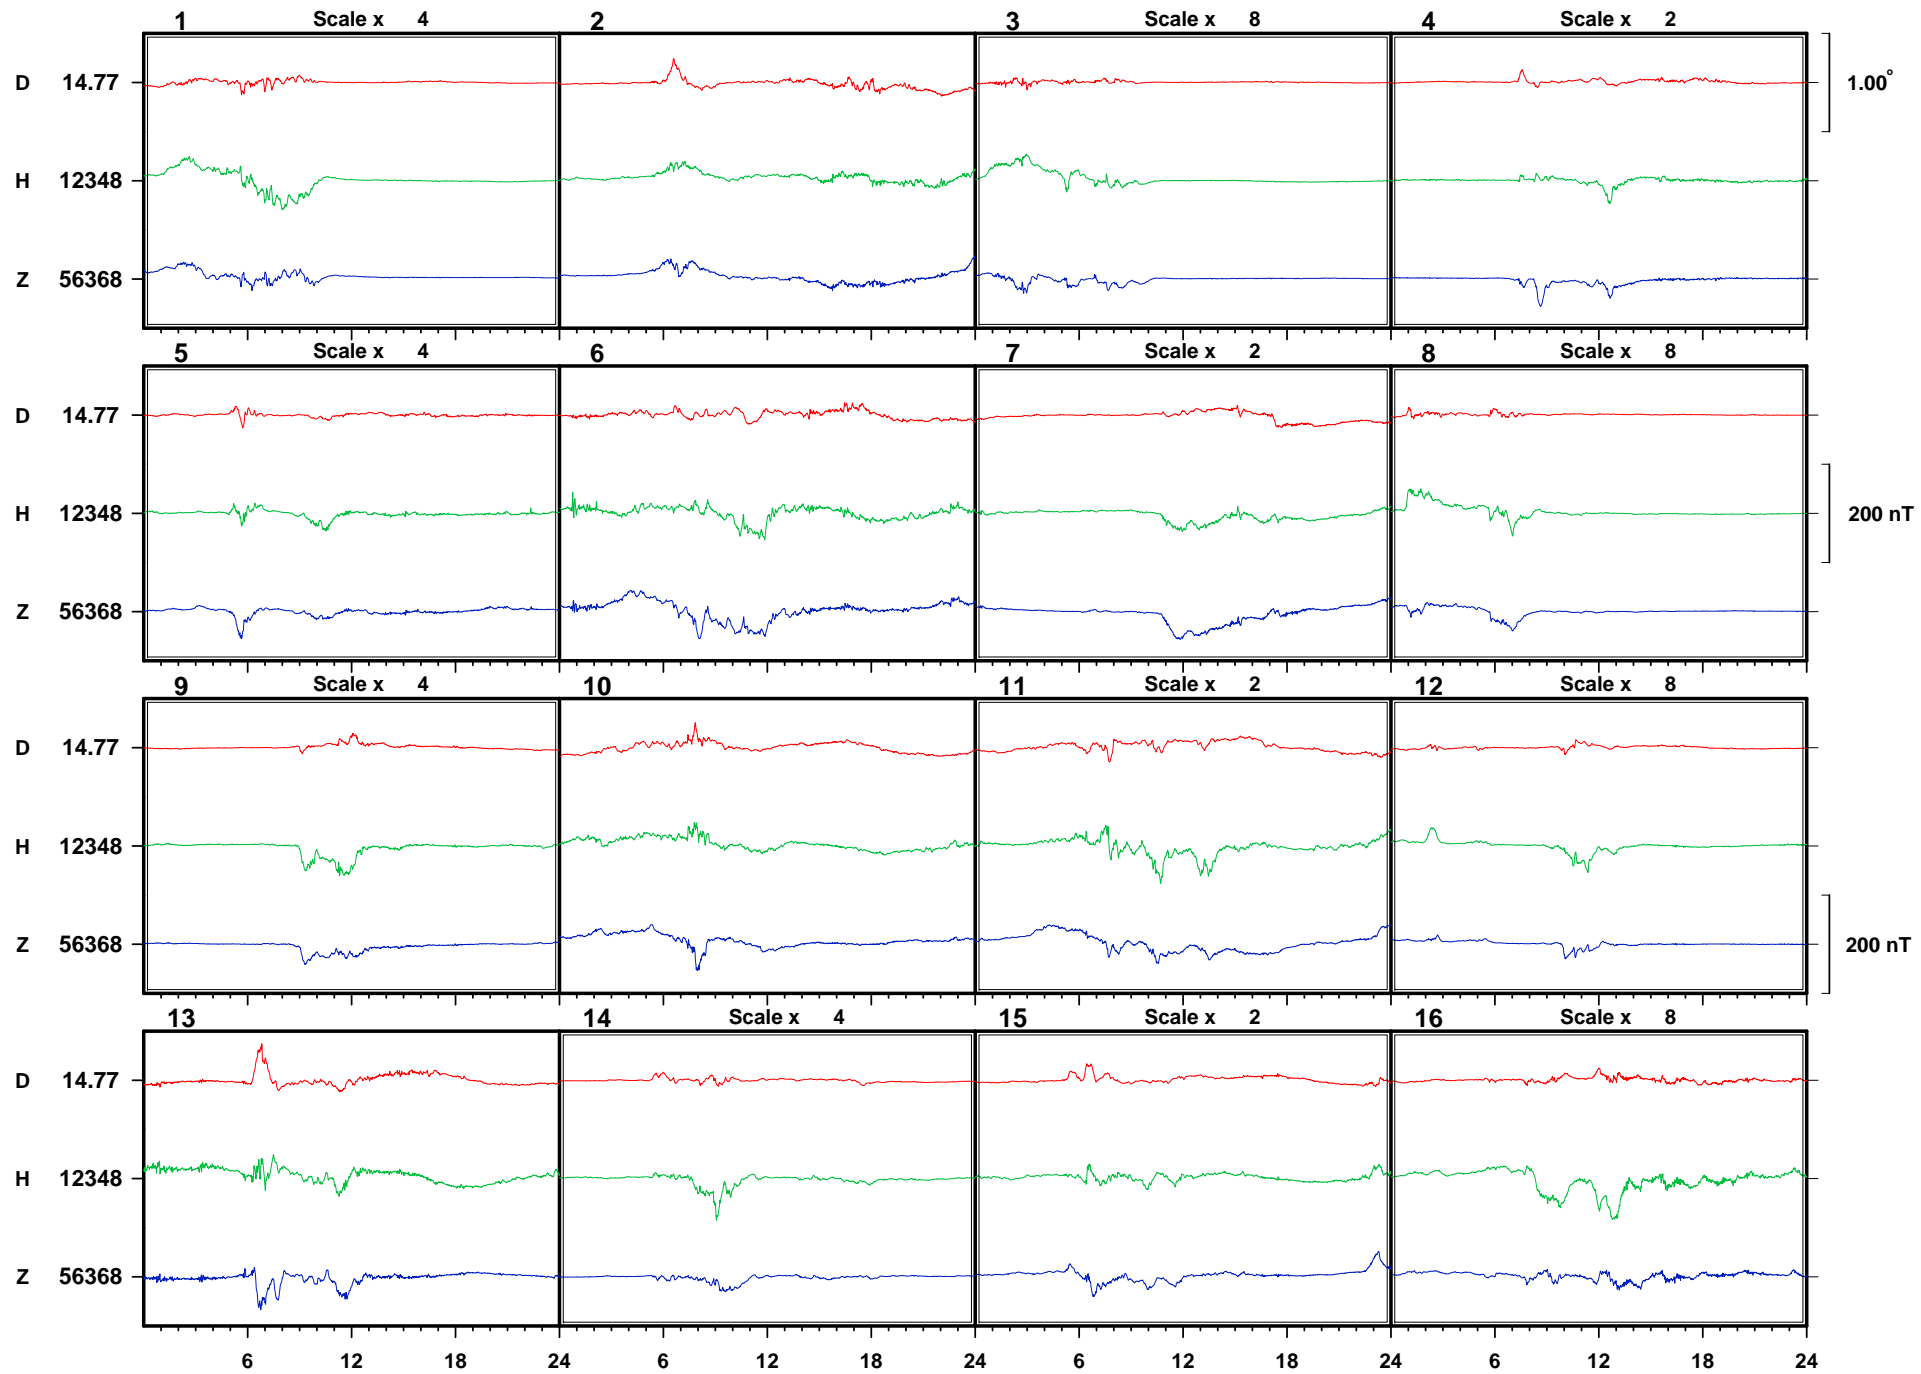 1 Scale x 4 2 3 Scale x 8 4 Scale x 2
D 14.77 1.00°
H 12348
Z 56368
5 Scale x 4 6 7 Scale x 2 8 Scale x 8
D 14.77
H 12348 200 nT
Z 56368
9 Scale x 4 10 11 Scale x 2 12 Scale x 8
D 14.77
H 12348
Z 56368 200 nT
13 14 Scale x 4 15 Scale x 2 16 Scale x 8
D 14.77
H 12348
Z 56368
6 12 18 24 6 12 18 24 6 12 18 24 6 12 18 24